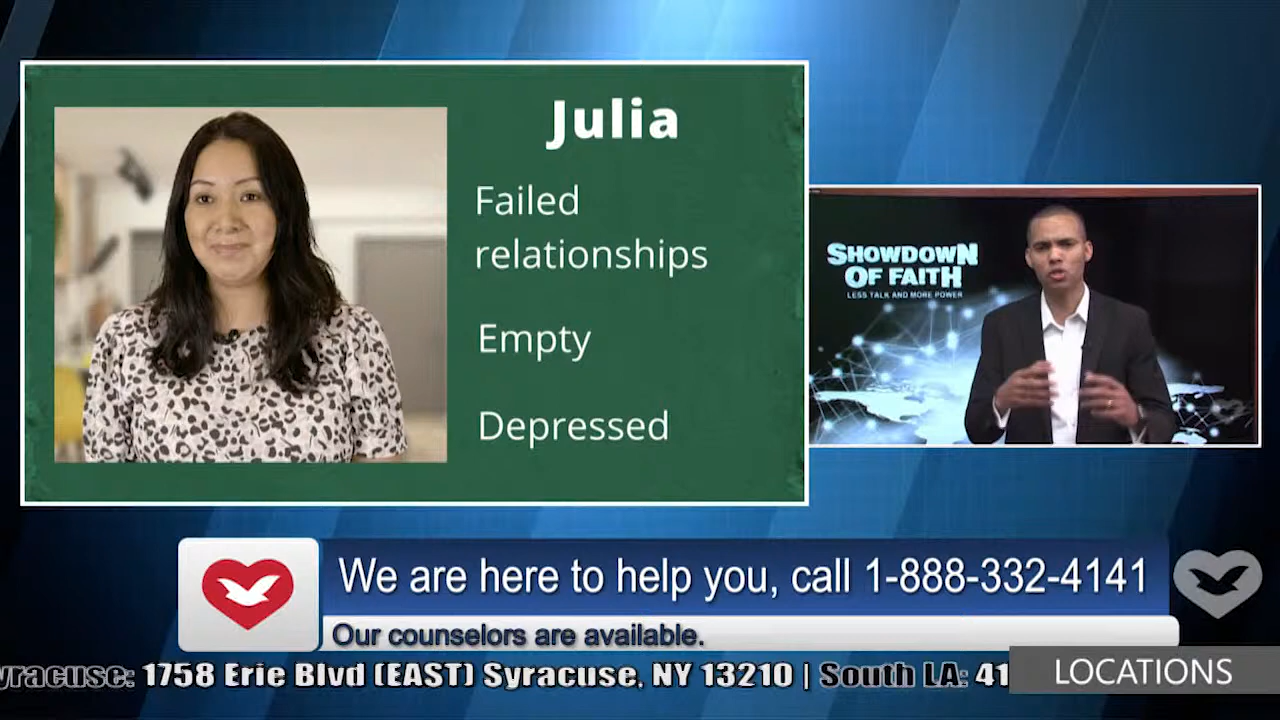 Julia
Failed
relationships
Empty
Depressed
SHOWDOWN
OF FAITH
LESS TALK AND MORE POWER
We are here to help you, call 1-888-332-4141
Our counselors are available.
yracuse: 1758 Erie Blvd (EAST) Syracuse, NY 13210 | South LA: 41
LOCATIONS